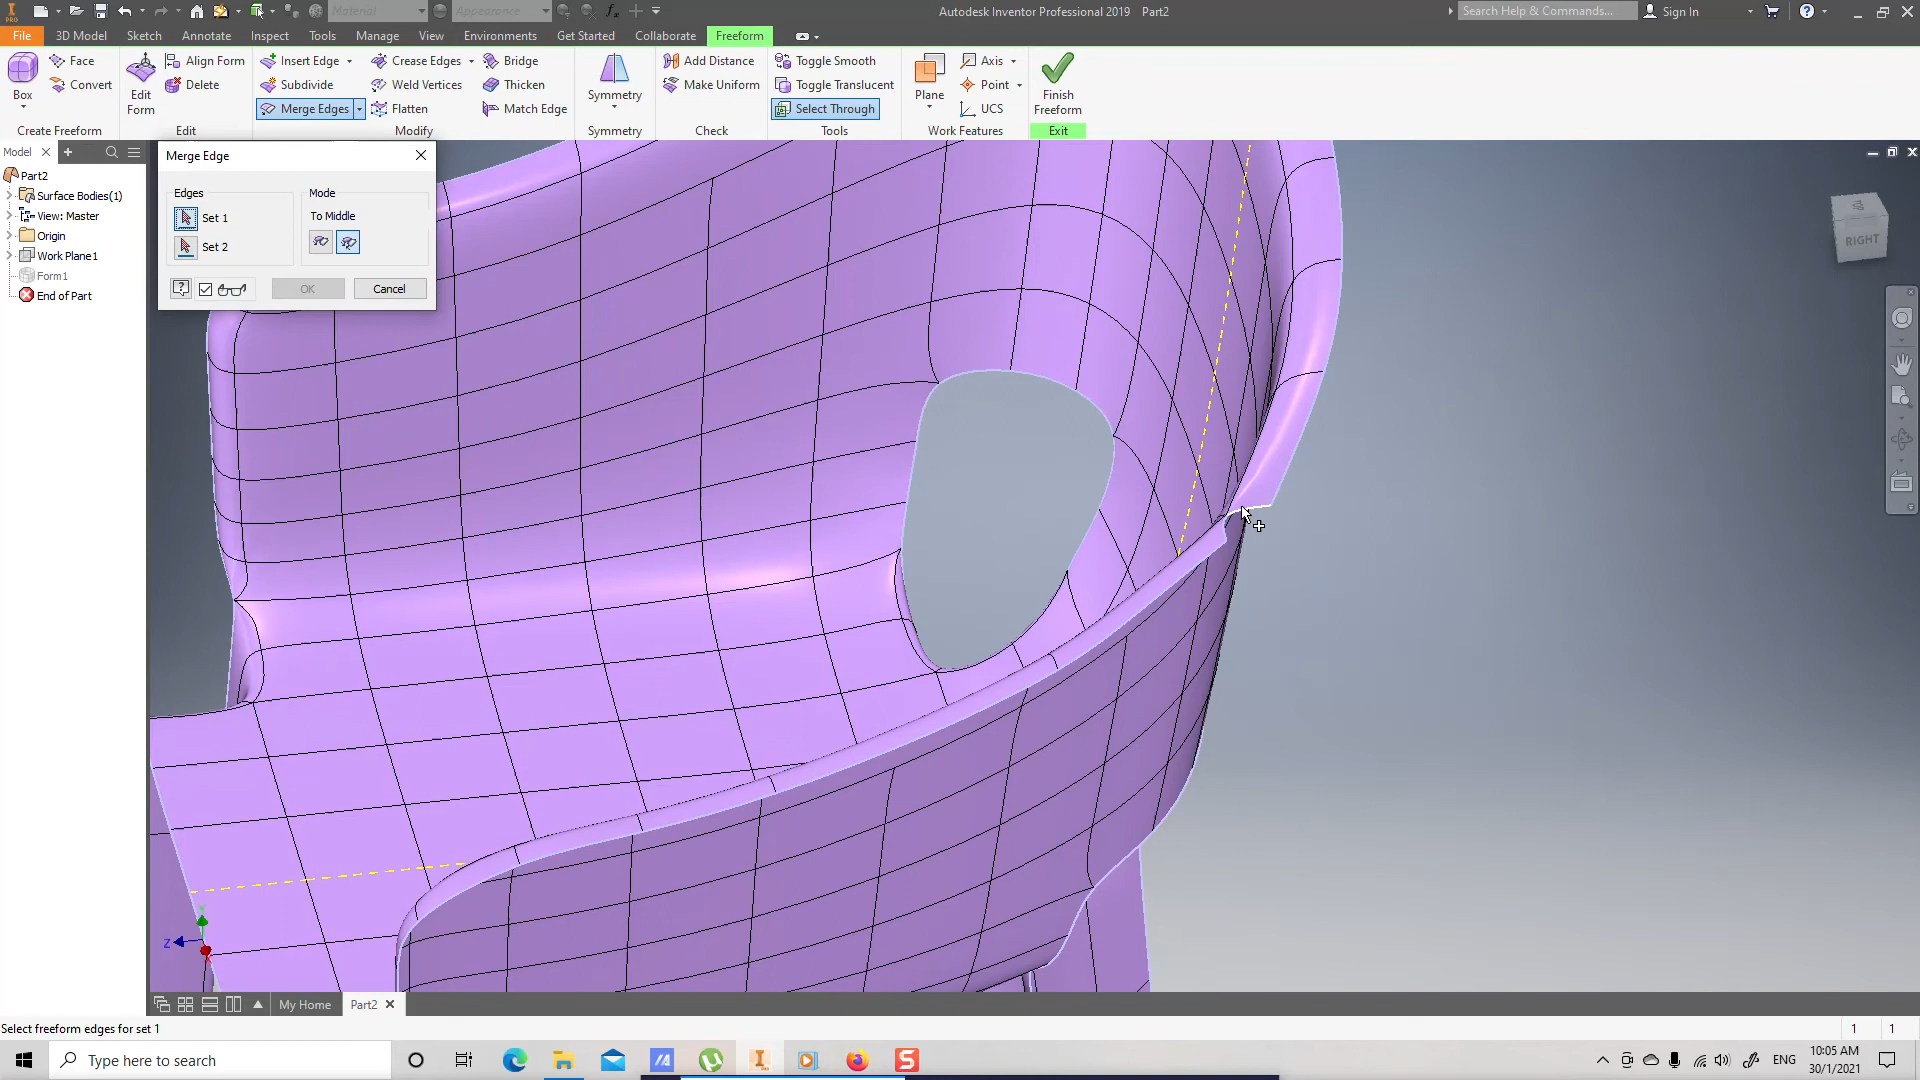 Material
Appearance
Autodesk Inventor Professional 2019 Part2
Search Help & Commands...
Sign In
PRO
File
3D Model
Sketch
Annotate
Inspect
Tools
Manage
View
Environments
Get Started
Collaborate
Freeform
Box
Face
Convert
Create Freeform
Edit Form
Align Form
Delete
Edit
Insert Edge
Subdivide
Merge Edges
Crease Edges
Weld Vertices
Flatten
Bridge
Thicken
Match Edge
Modify
Symmetry
Symmetry
Add Distance
Make Uniform
Check
Toggle Smooth
Toggle Translucent
Select Through
Tools
Plane
Axis
Point
UCS
Work Features
Finish Freeform
Exit
Model
Part2
Surface Bodies(1)
View: Master
Origin
Work Plane1
Form1
End of Part
Merge Edge
Edges
Set 1
Set 2
Mode
To Middle
OK
Cancel
RIGHT
Z
My Home
Part2
Select freeform edges for set 1
1 1
Type here to search
ENG
10:05 AM
30/1/2021